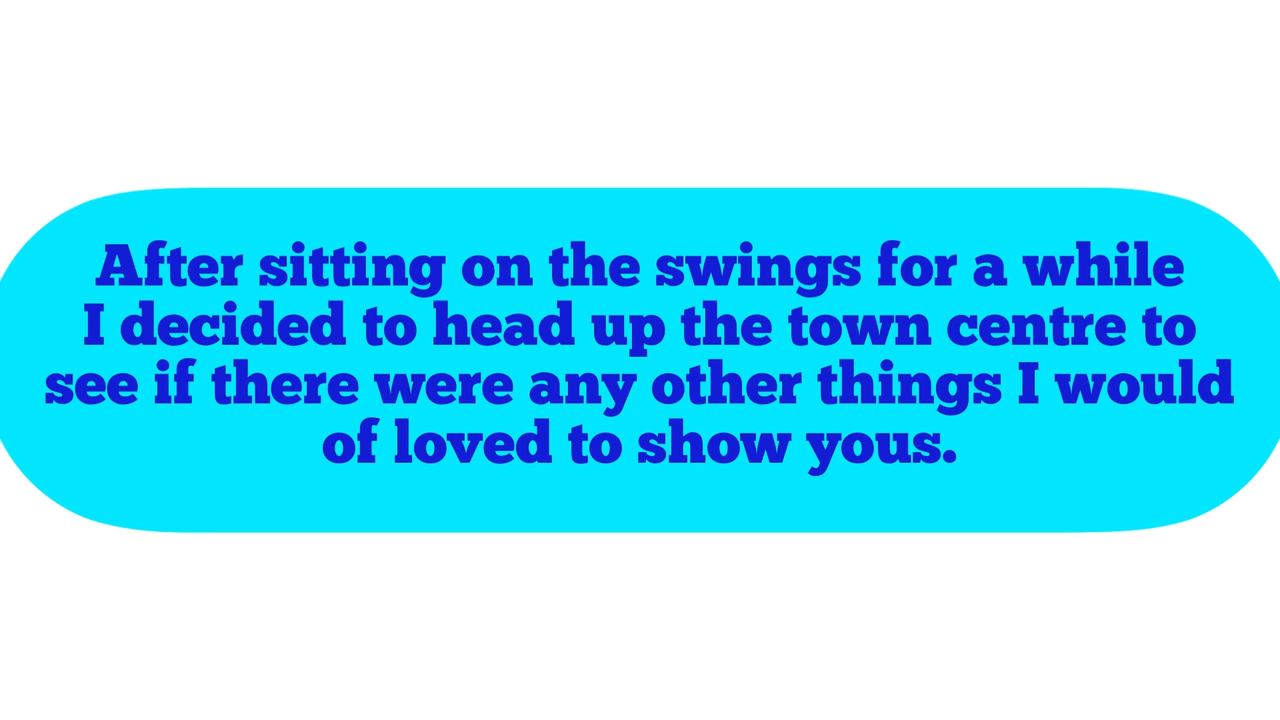 After sitting on the swings for a while
I decided to head up the town centre to
see if there were any other things I would
of loved to show yous.